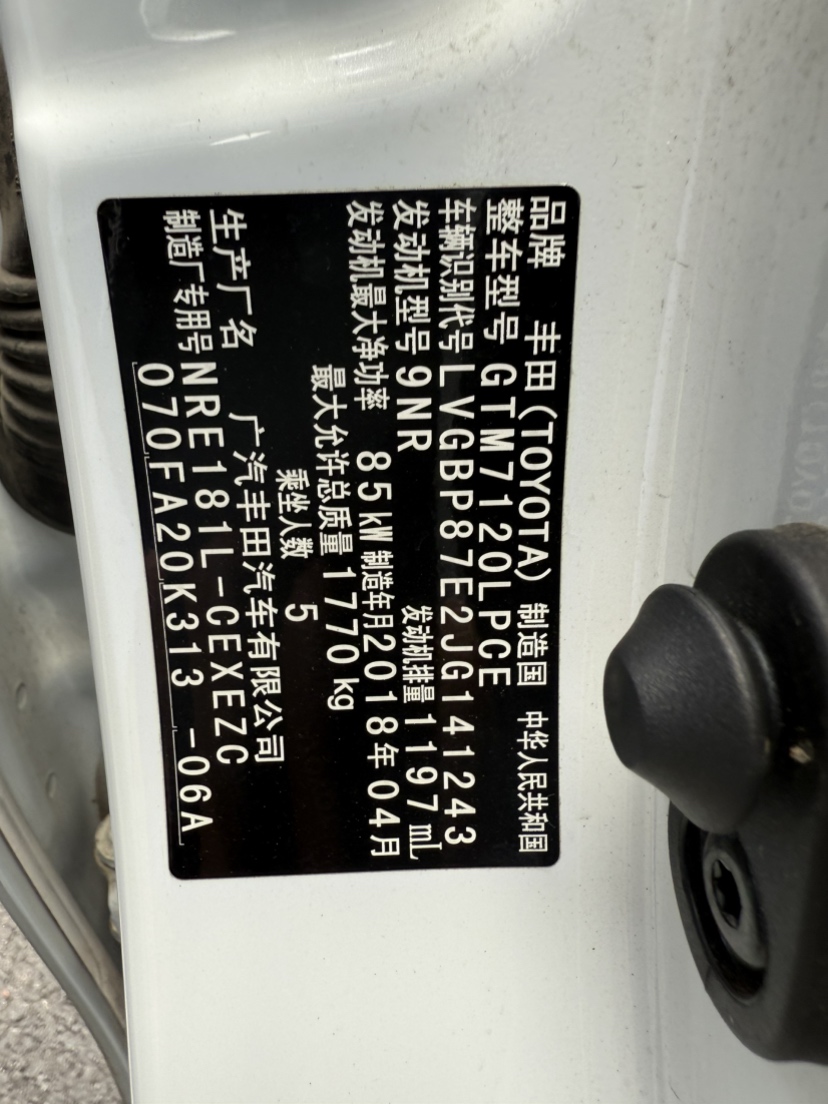 品牌 丰田(TOYOTA) 制造国 中华人民共和国
整车型号 GTM7120LPCE
车辆识别代号 LVGBP87E2JG141243
发动机型号 9NR 发动机排量 1197mL
发动机最大净功率 85kW 制造年月 2018年04月
最大允许总质量 1770kg
乘坐人数 5
生产厂名 广汽丰田汽车有限公司
制造厂专用号 NRE181L-CEXEZC
070FA20K313 -06A